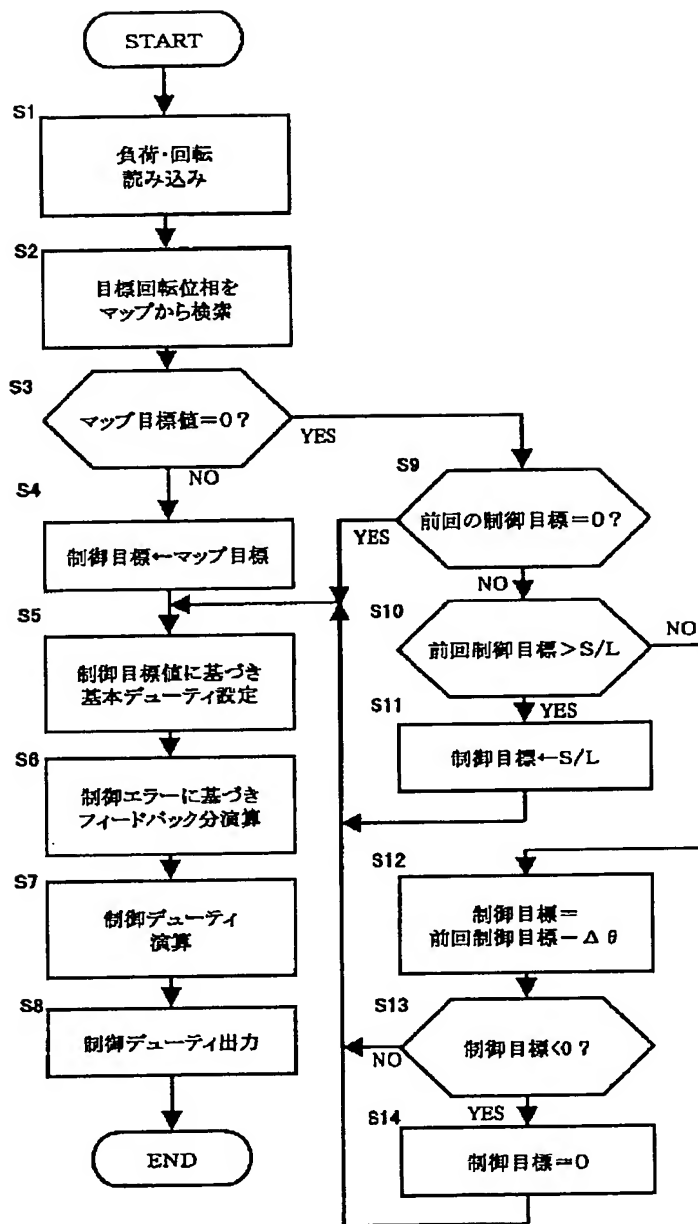 START
S1
負荷・回転
読み込み
S2
目標回転位相を
マップから検索
S3
マップ目標値=0?
YES
NO
S4
制御目標←マップ目標
S5
制御目標値に基づき
基本デューティ設定
S6
制御エラーに基づき
フィードバック分演算
S7
制御デューティ
演算
S8
制御デューティ出力
END
S9
前回の制御目標=0?
YES
NO
S10
前回制御目標>S/L
NO
YES
S11
制御目標←S/L
S12
制御目標=
前回制御目標-Δθ
S13
制御目標<0?
NO
YES
S14
制御目標=0